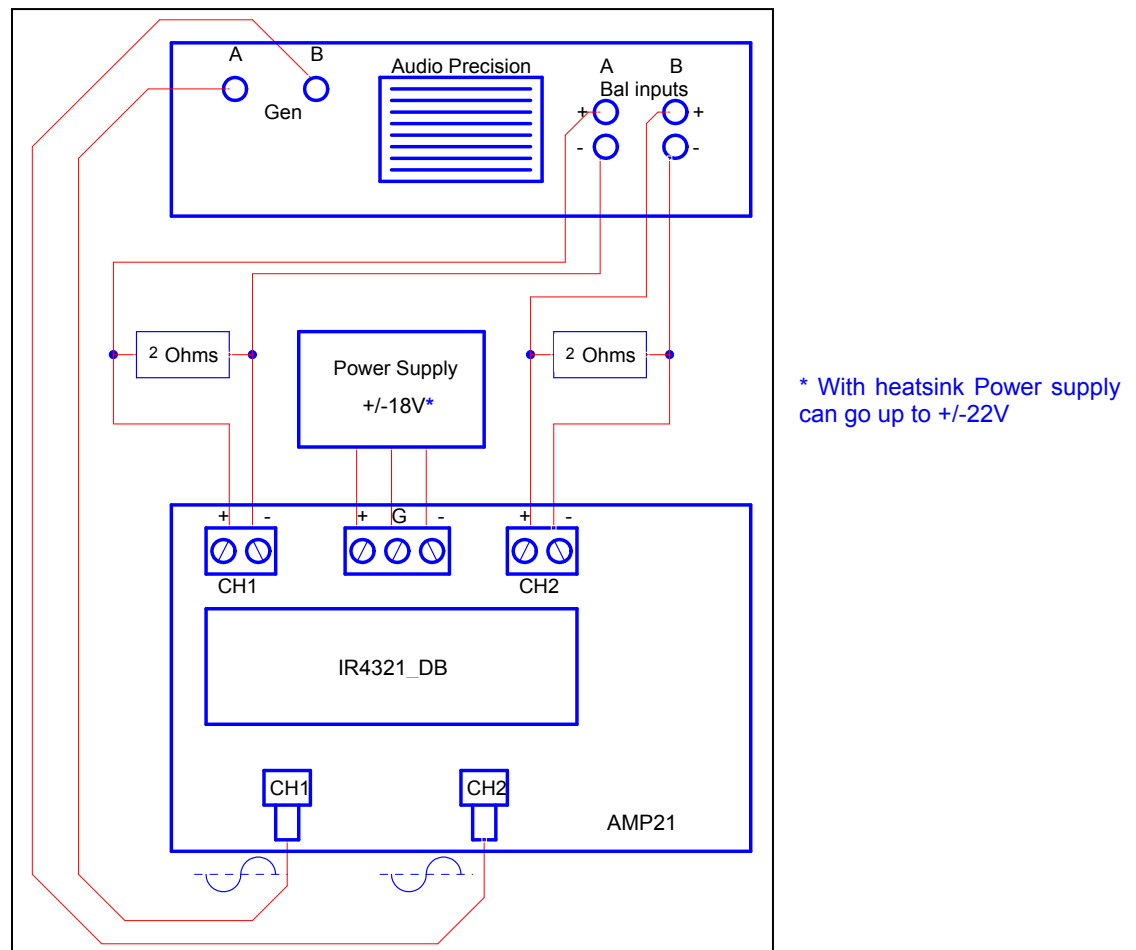 A B Audio Precision A B
Gen Bal inputs
+ +
- -
2 Ohms
Power Supply
+/-18V*
2 Ohms
* With heatsink Power supply
can go up to +/-22V
+ - + G - + -
CH1 CH2
IR4321_DB
CH1 CH2
AMP21